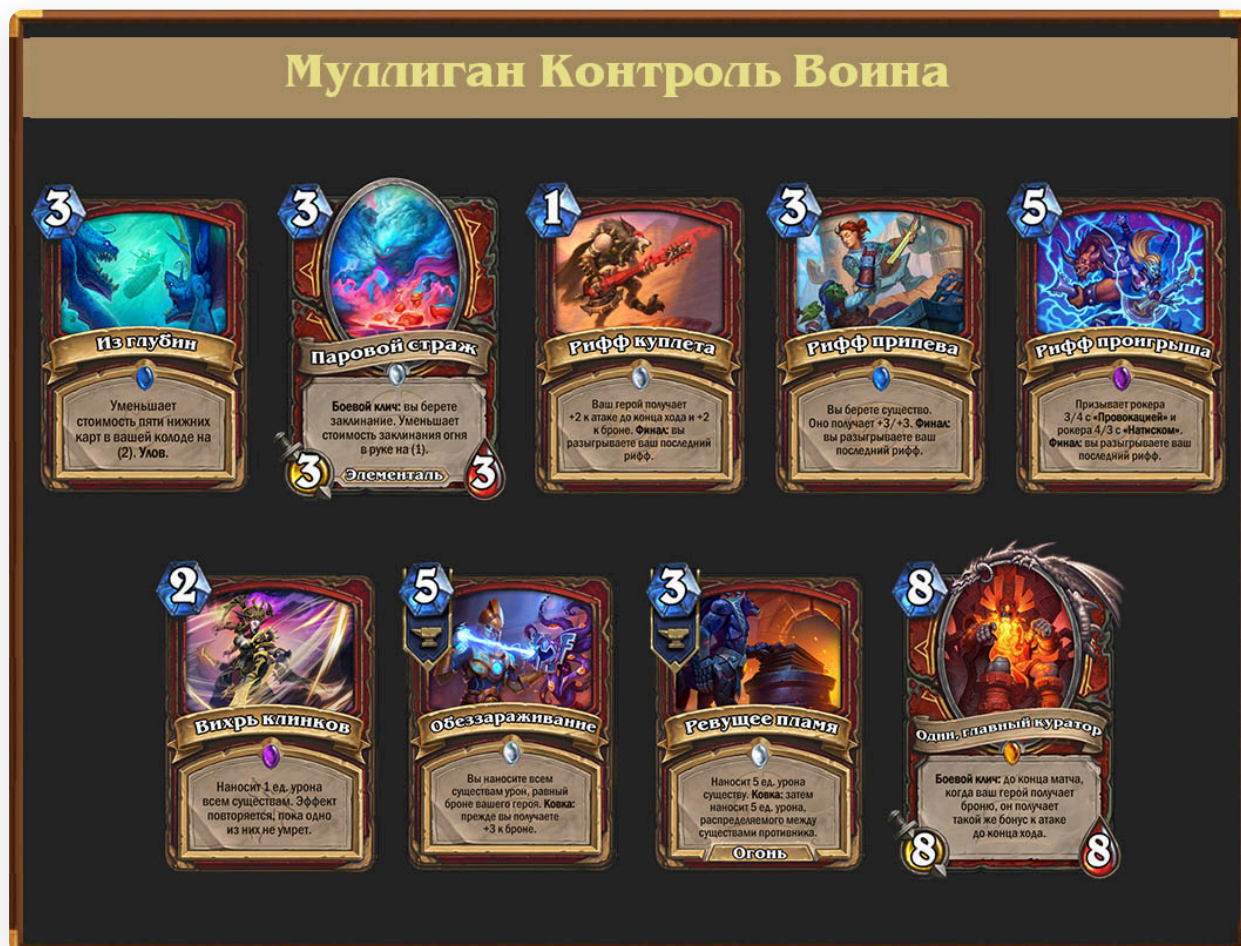 Муллиган Контроль Воина
3
Из глубин
Уменьшает
стоимость пяти нижних
карт в вашей колоде на
(2). Улов.
3
Паровой страж
Боевой клич: вы берете
заклинание. Уменьшает
стоимость заклинания огня
в руке на (1).
3
Элементаль
3
1
Рифф куплета
Ваш герой получает
+2 к атаке до конца хода и +2
к броне. Финал: вы
разыгрываете ваш последний
рифф.
3
Рифф припева
Вы берете существо.
Оно получает +3/+3. Финал:
вы разыгрываете ваш
последний рифф.
5
Рифф проигрыша
Призывает рокера
3/4 с «Провокацией» и
рокера 4/3 с «Натиском».
Финал: вы разыгрываете ваш
последний рифф.
2
Вихрь клинков
Наносит 1 ед. урона
всем существам. Эффект
повторяется, пока одно
из них не умрет.
5
Обеззараживание
Вы наносите всем
существам урон, равный
броне вашего героя. Ковка:
прежде вы получаете
+3 к броне.
3
Ревущее пламя
Наносит 5 ед. урона
существу. Ковка: затем
наносит 5 ед. урона,
распределяемого между
существами противника.
Огонь
8
Один, главный куратор
Боевой клич: до конца матча,
когда ваш герой получает
броню, он получает
такой же бонус к атаке
до конца хода.
8
8